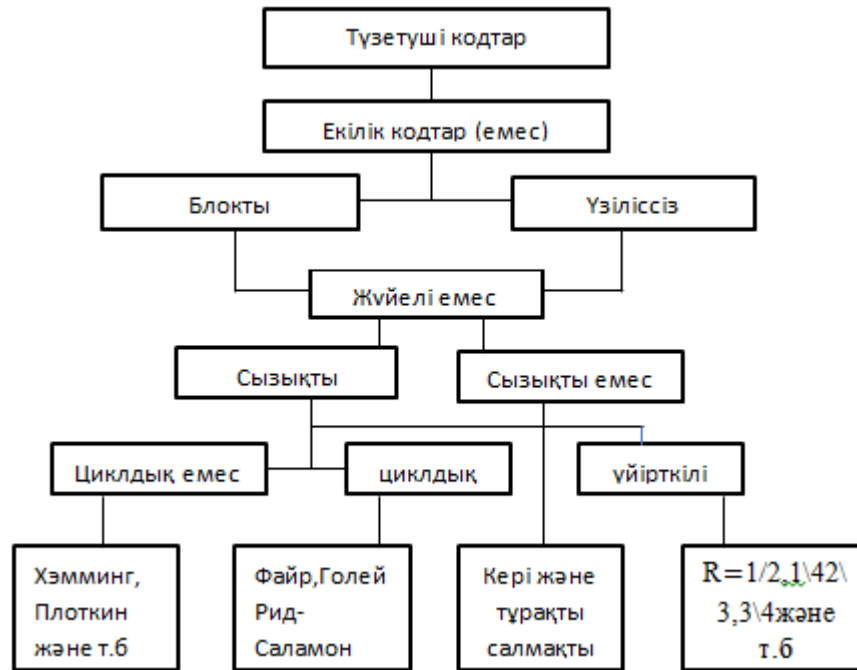 Түзетуші кодтар
Екілік кодтар (емес)
Блокты
Үзіліссіз
Жүйелі емес
Сызықты
Сызықты емес
Циклдық емес
циклдық
үйірткілі
Хэмминг,
Плоткин
және т.б
Файр,Голей
Рид-
Саламон
Кері және
тұрақты
салмақты
R=1/2,1\42\
3,3\4және
т.б